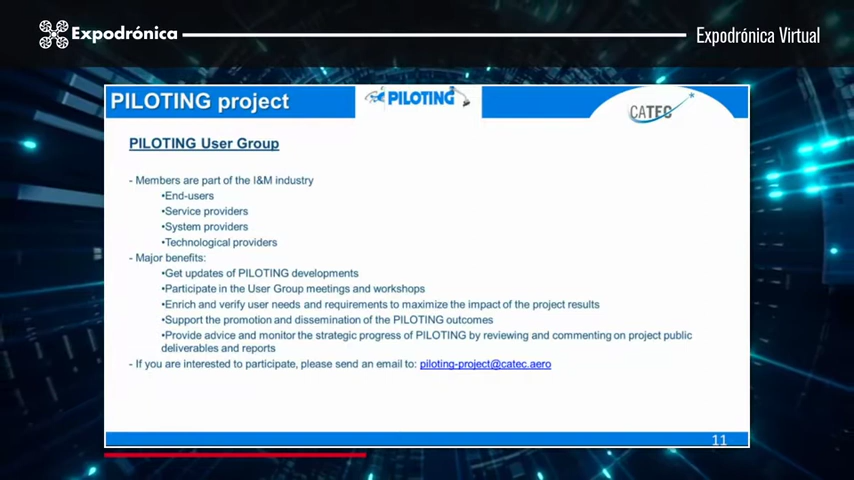 Expodrónica
Expodrónica Virtual
PILOTING project
PILOTING
CATEC
PILOTING User Group
- Members are part of the I&M industry
•End-users
•Service providers
•System providers
•Technological providers
- Major benefits:
•Get updates of PILOTING developments
•Participate in the User Group meetings and workshops
•Enrich and verify user needs and requirements to maximize the impact of the project results
•Support the promotion and dissemination of the PILOTING outcomes
•Provide advice and monitor the strategic progress of PILOTING by reviewing and commenting on project public
deliverables and reports
- If you are interested to participate, please send an email to: piloting-project@catec.aero
11